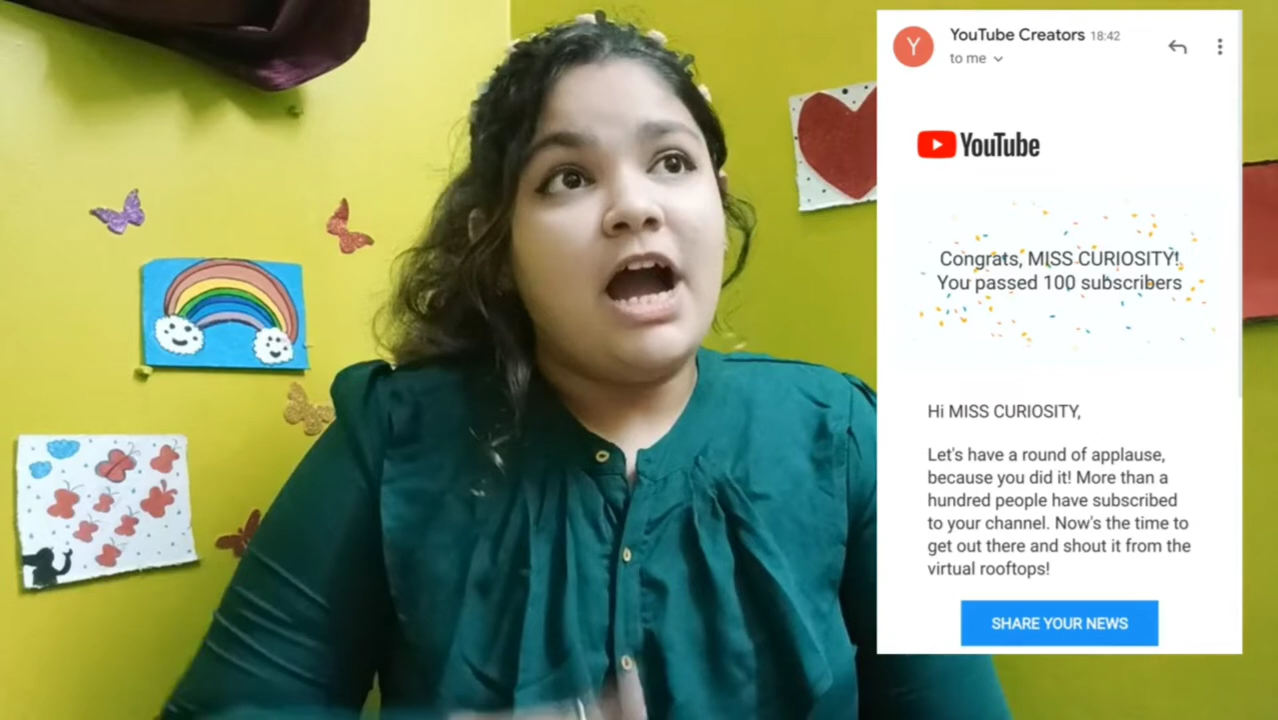 Y
YouTube Creators 18:42
to me
YouTube
Congrats, MISS CURIOSITY!
You passed 100 subscribers
Hi MISS CURIOSITY,
Let's have a round of applause,
because you did it! More than a
hundred people have subscribed
to your channel. Now's the time to
get out there and shout it from the
virtual rooftops!
SHARE YOUR NEWS